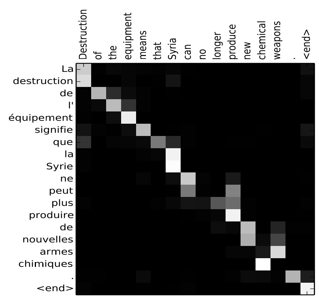 Destruction
of
the
equipment
means
that
Syria
can
no
longer
produce
new
chemical
weapons
.
<end>
La
destruction
de
l'
équipement
signifie
que
la
Syrie
ne
peut
plus
produire
de
nouvelles
armes
chimiques
.
<end>